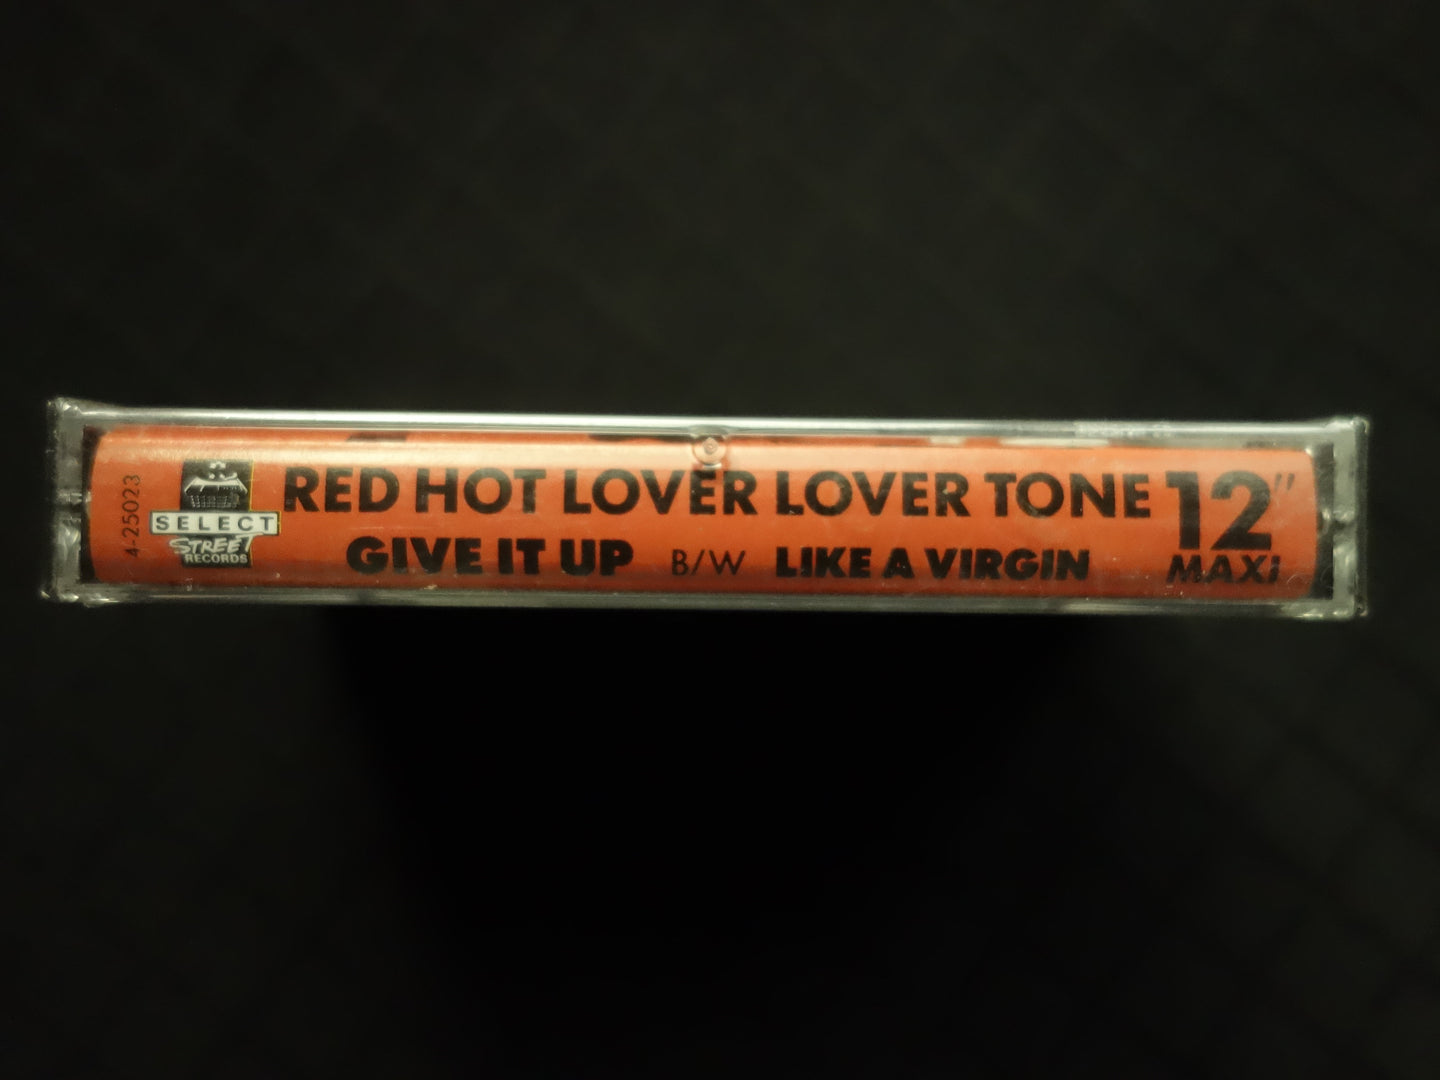 4-25023
SELECT
STREET
RECORDS
RED HOT LOVER LOVER TONE
GIVE IT UP B/W LIKE A VIRGIN
12"
MAXI